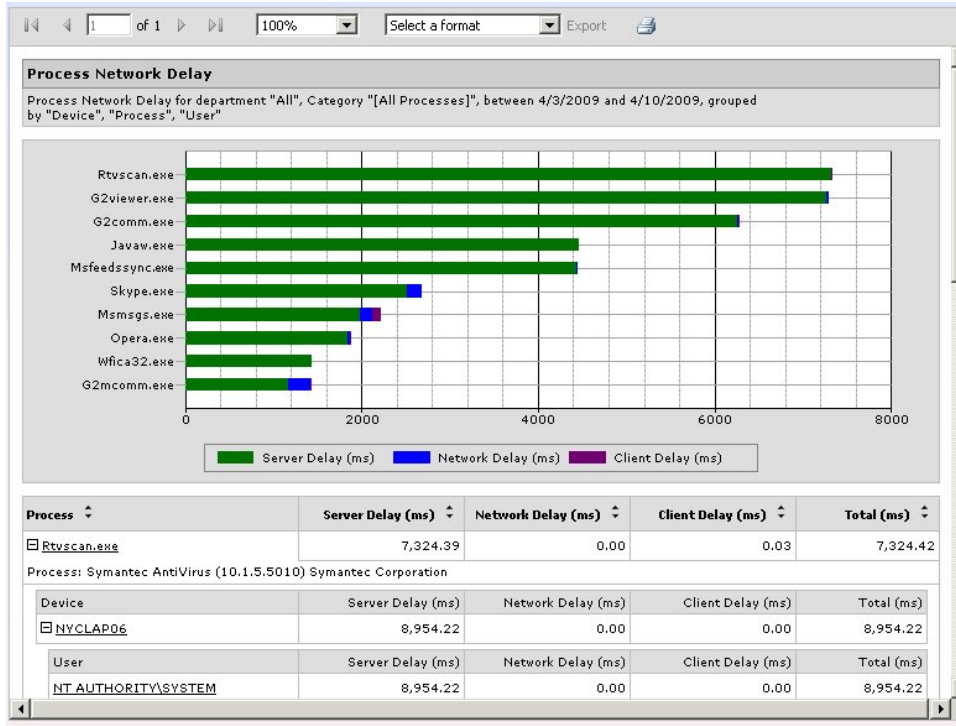 1 of 1 100% Select a format Export
Process Network Delay
Process Network Delay for department "All", Category "[All Processes]", between 4/3/2009 and 4/10/2009, grouped
by "Device", "Process", "User"
Rtvscan.exe
G2viewer.exe
G2comm.exe
Javaw.exe
Msfeedssync.exe
Skype.exe
Msmsgs.exe
Opera.exe
Wfica32.exe
G2mcomm.exe
0 2000 4000 6000 8000
Server Delay (ms) Network Delay (ms) Client Delay (ms)
Process Server Delay (ms) Network Delay (ms) Client Delay (ms) Total (ms)
Rtvscan.exe 7,324.39 0.00 0.03 7,324.42
Process: Symantec AntiVirus (10.1.5.5010) Symantec Corporation
Device Server Delay (ms) Network Delay (ms) Client Delay (ms) Total (ms)
NYCLAP06 8,954.22 0.00 0.00 8,954.22
User Server Delay (ms) Network Delay (ms) Client Delay (ms) Total (ms)
NT AUTHORITY\SYSTEM 8,954.22 0.00 0.00 8,954.22